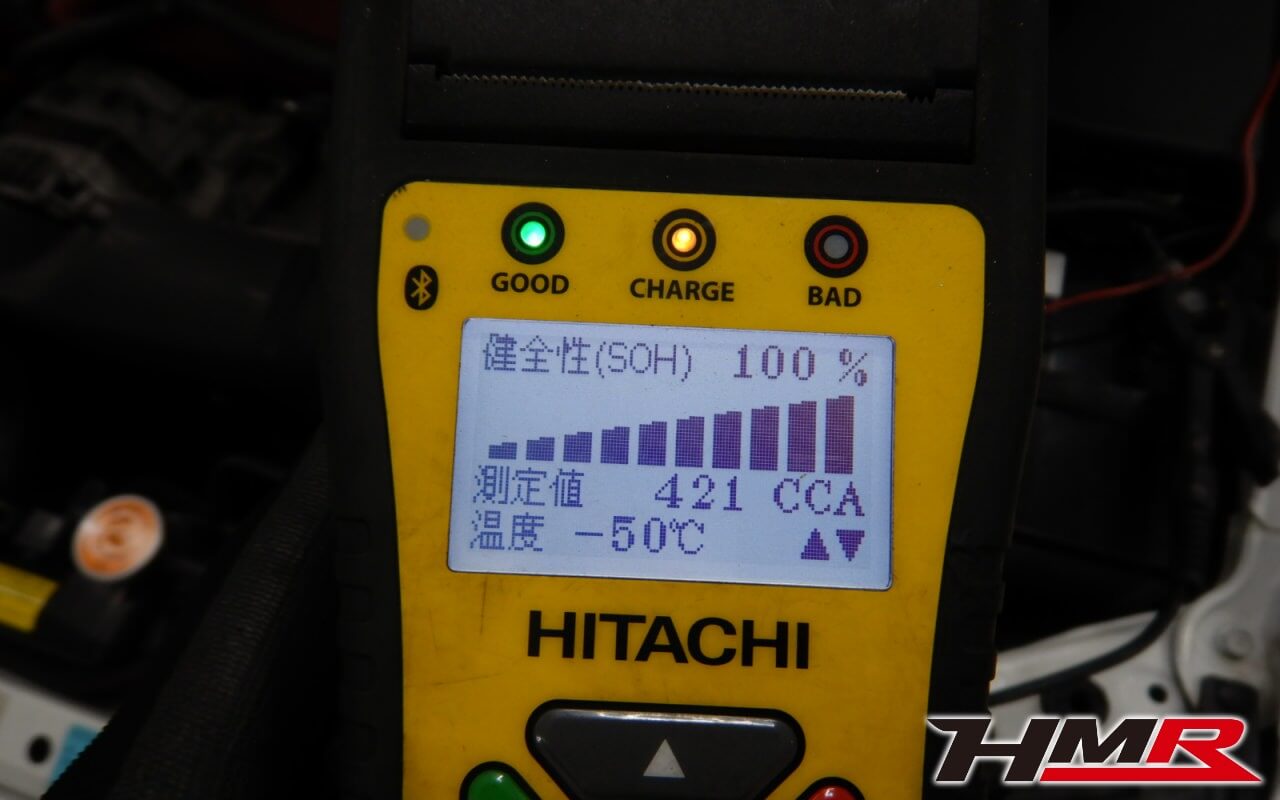 GOOD
CHARGE
BAD
健全性(SOH) 100 %
測定値 421 CCA
温度 -50℃ ▲▼
HITACHI
HMR